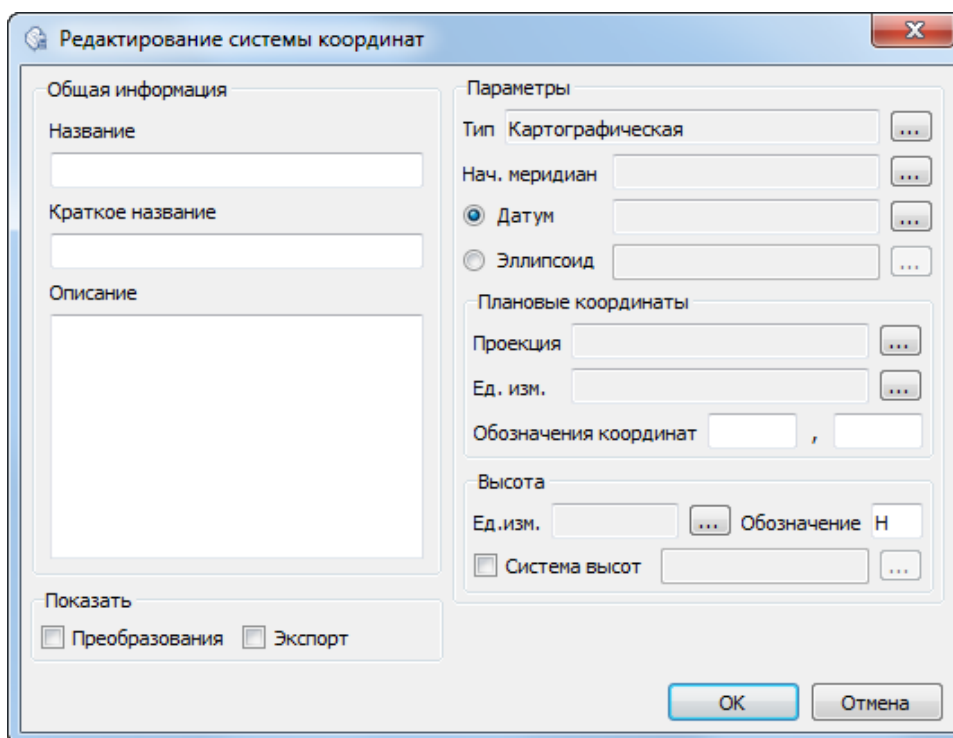 Редактирование системы координат
Общая информация
Название
Краткое название
Описание
Показать
Преобразования Экспорт
Параметры
Тип Картографическая ...
Нач. меридиан ...
Датум ...
Эллипсоид ...
Плановые координаты
Проекция ...
Ед. изм. ...
Обозначения координат ,
Высота
Ед.изм. ... Обозначение H
Система высот ...
OK Отмена